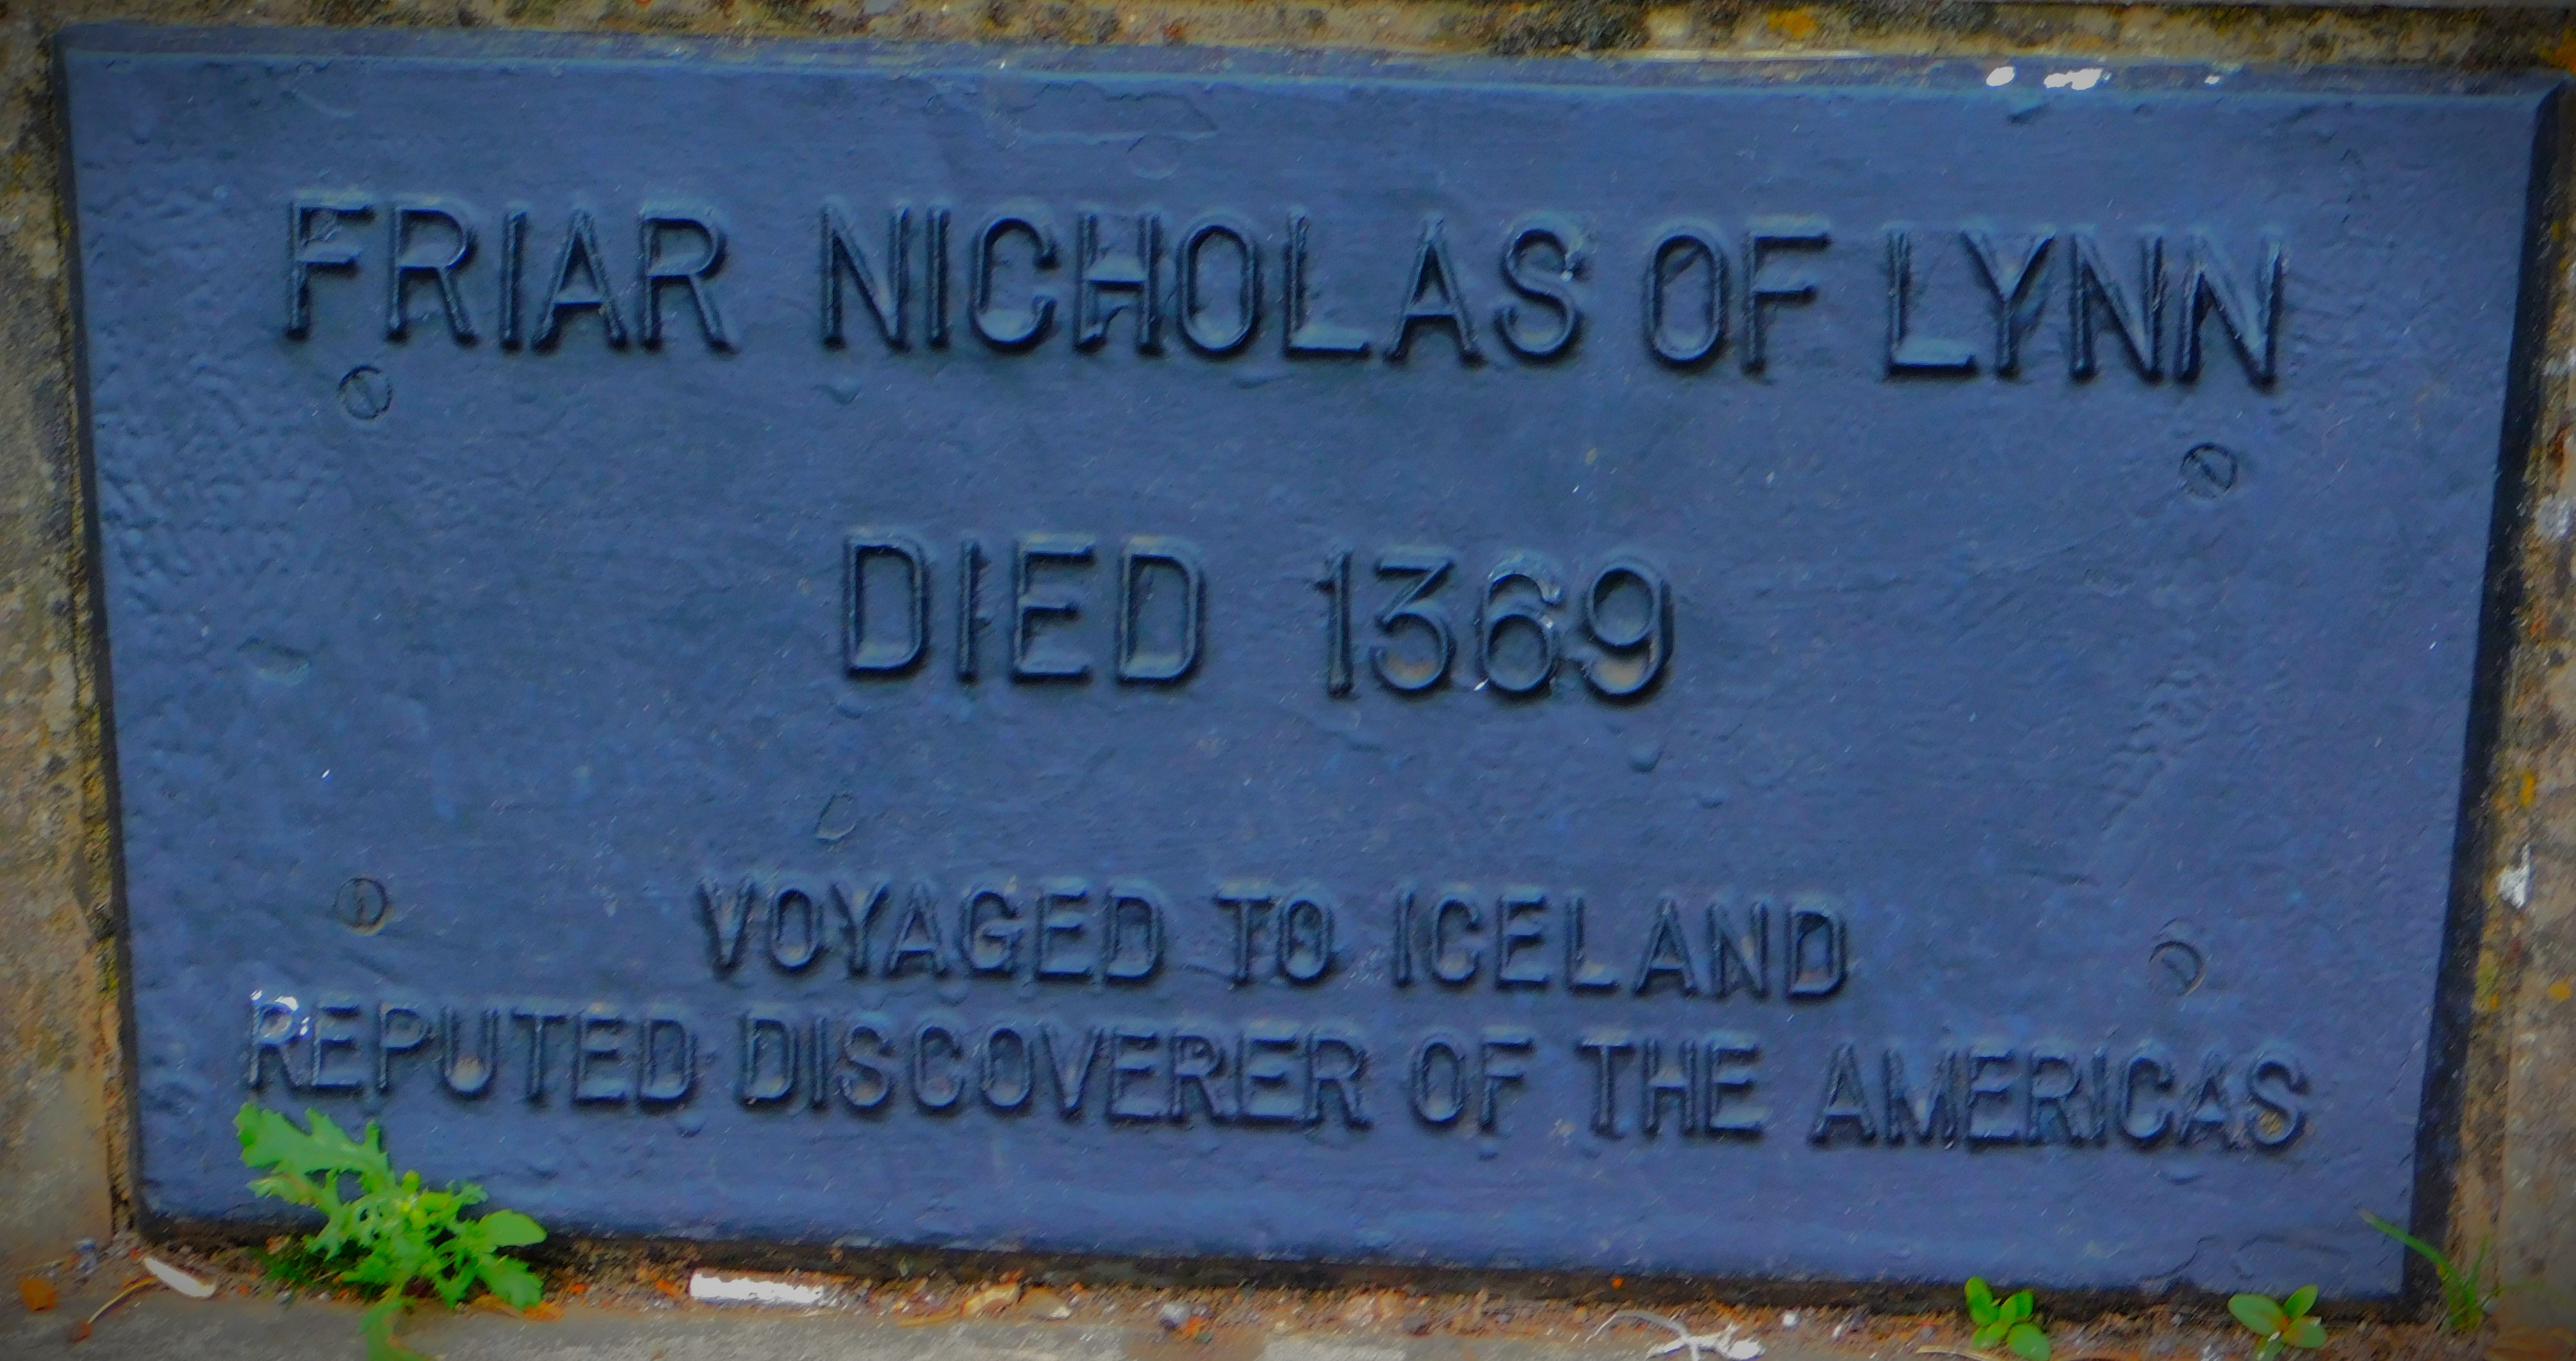 FRIAR NICHOLAS OF LYNN
DIED 1369
VOYAGED TO ICELAND
REPUTED DISCOVERER OF THE AMERICAS